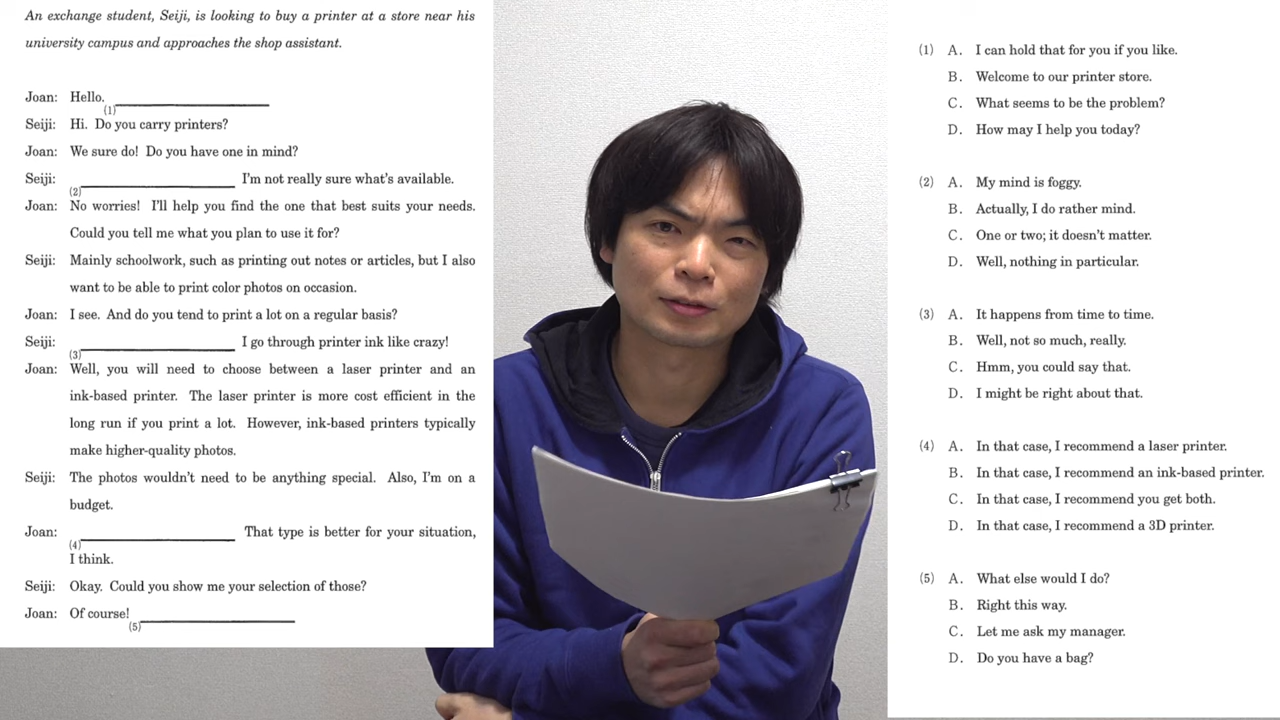 An exchange student, Seiji, is looking to buy a printer at a store near his
university campus and approaches the shop assistant.
Joan: Hello.
(1)
Seiji: Hi. Do you carry printers?
Joan: We sure do! Do you have one in mind?
Seiji: I'm not really sure what's available.
(2)
Joan: No worries! I'll help you find the one that best suits your needs.
Could you tell me what you plan to use it for?
Seiji: Mainly schoolwork, such as printing out notes or articles, but I also
want to be able to print color photos on occasion.
Joan: I see. And do you tend to print a lot on a regular basis?
Seiji: I go through printer ink like crazy!
(3)
Joan: Well, you will need to choose between a laser printer and an
ink-based printer. The laser printer is more cost efficient in the
long run if you print a lot. However, ink-based printers typically
make higher-quality photos.
Seiji: The photos wouldn't need to be anything special. Also, I'm on a
budget.
Joan: That type is better for your situation,
(4)
I think.
Seiji: Okay. Could you show me your selection of those?
Joan: Of course!
(5)
(1) A. I can hold that for you if you like.
B. Welcome to our printer store.
C. What seems to be the problem?
D. How may I help you today?
A. My mind is foggy.
B. Actually, I do rather mind.
One or two; it doesn't matter.
D. Well, nothing in particular.
(3) A. It happens from time to time.
B. Well, not so much, really.
C. Hmm, you could say that.
D. I might be right about that.
(4) A. In that case, I recommend a laser printer.
B. In that case, I recommend an ink-based printer.
C. In that case, I recommend you get both.
D. In that case, I recommend a 3D printer.
(5) A. What else would I do?
B. Right this way.
C. Let me ask my manager.
D. Do you have a bag?